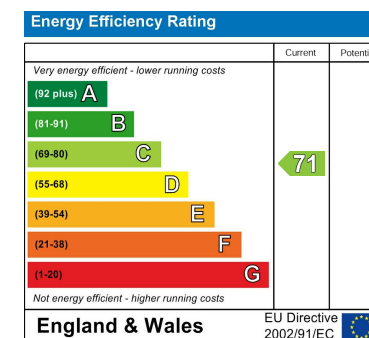 Energy Efficiency Rating
Current Potenti
Very energy efficient - lower running costs
(92 plus) A
(81-91) B
(69-80) C
71
(55-68) D
(39-54) E
(21-38) F
(1-20) G
Not energy efficient - higher running costs
England & Wales
EU Directive
2002/91/EC